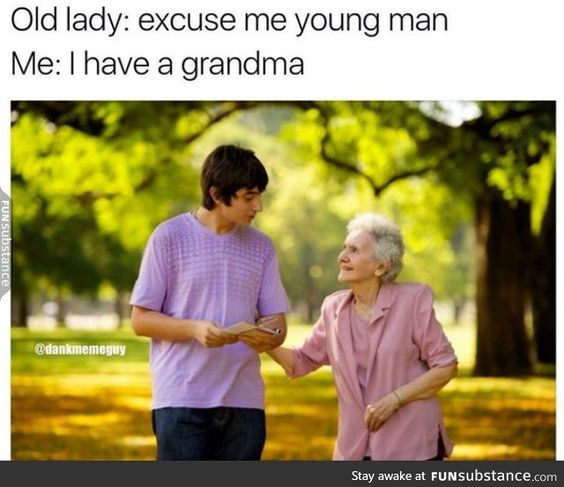 Old lady: excuse me young man
Me: I have a grandma
FUNsubstance
@dankmemeguy
Stay awake at FUNsubstance.com